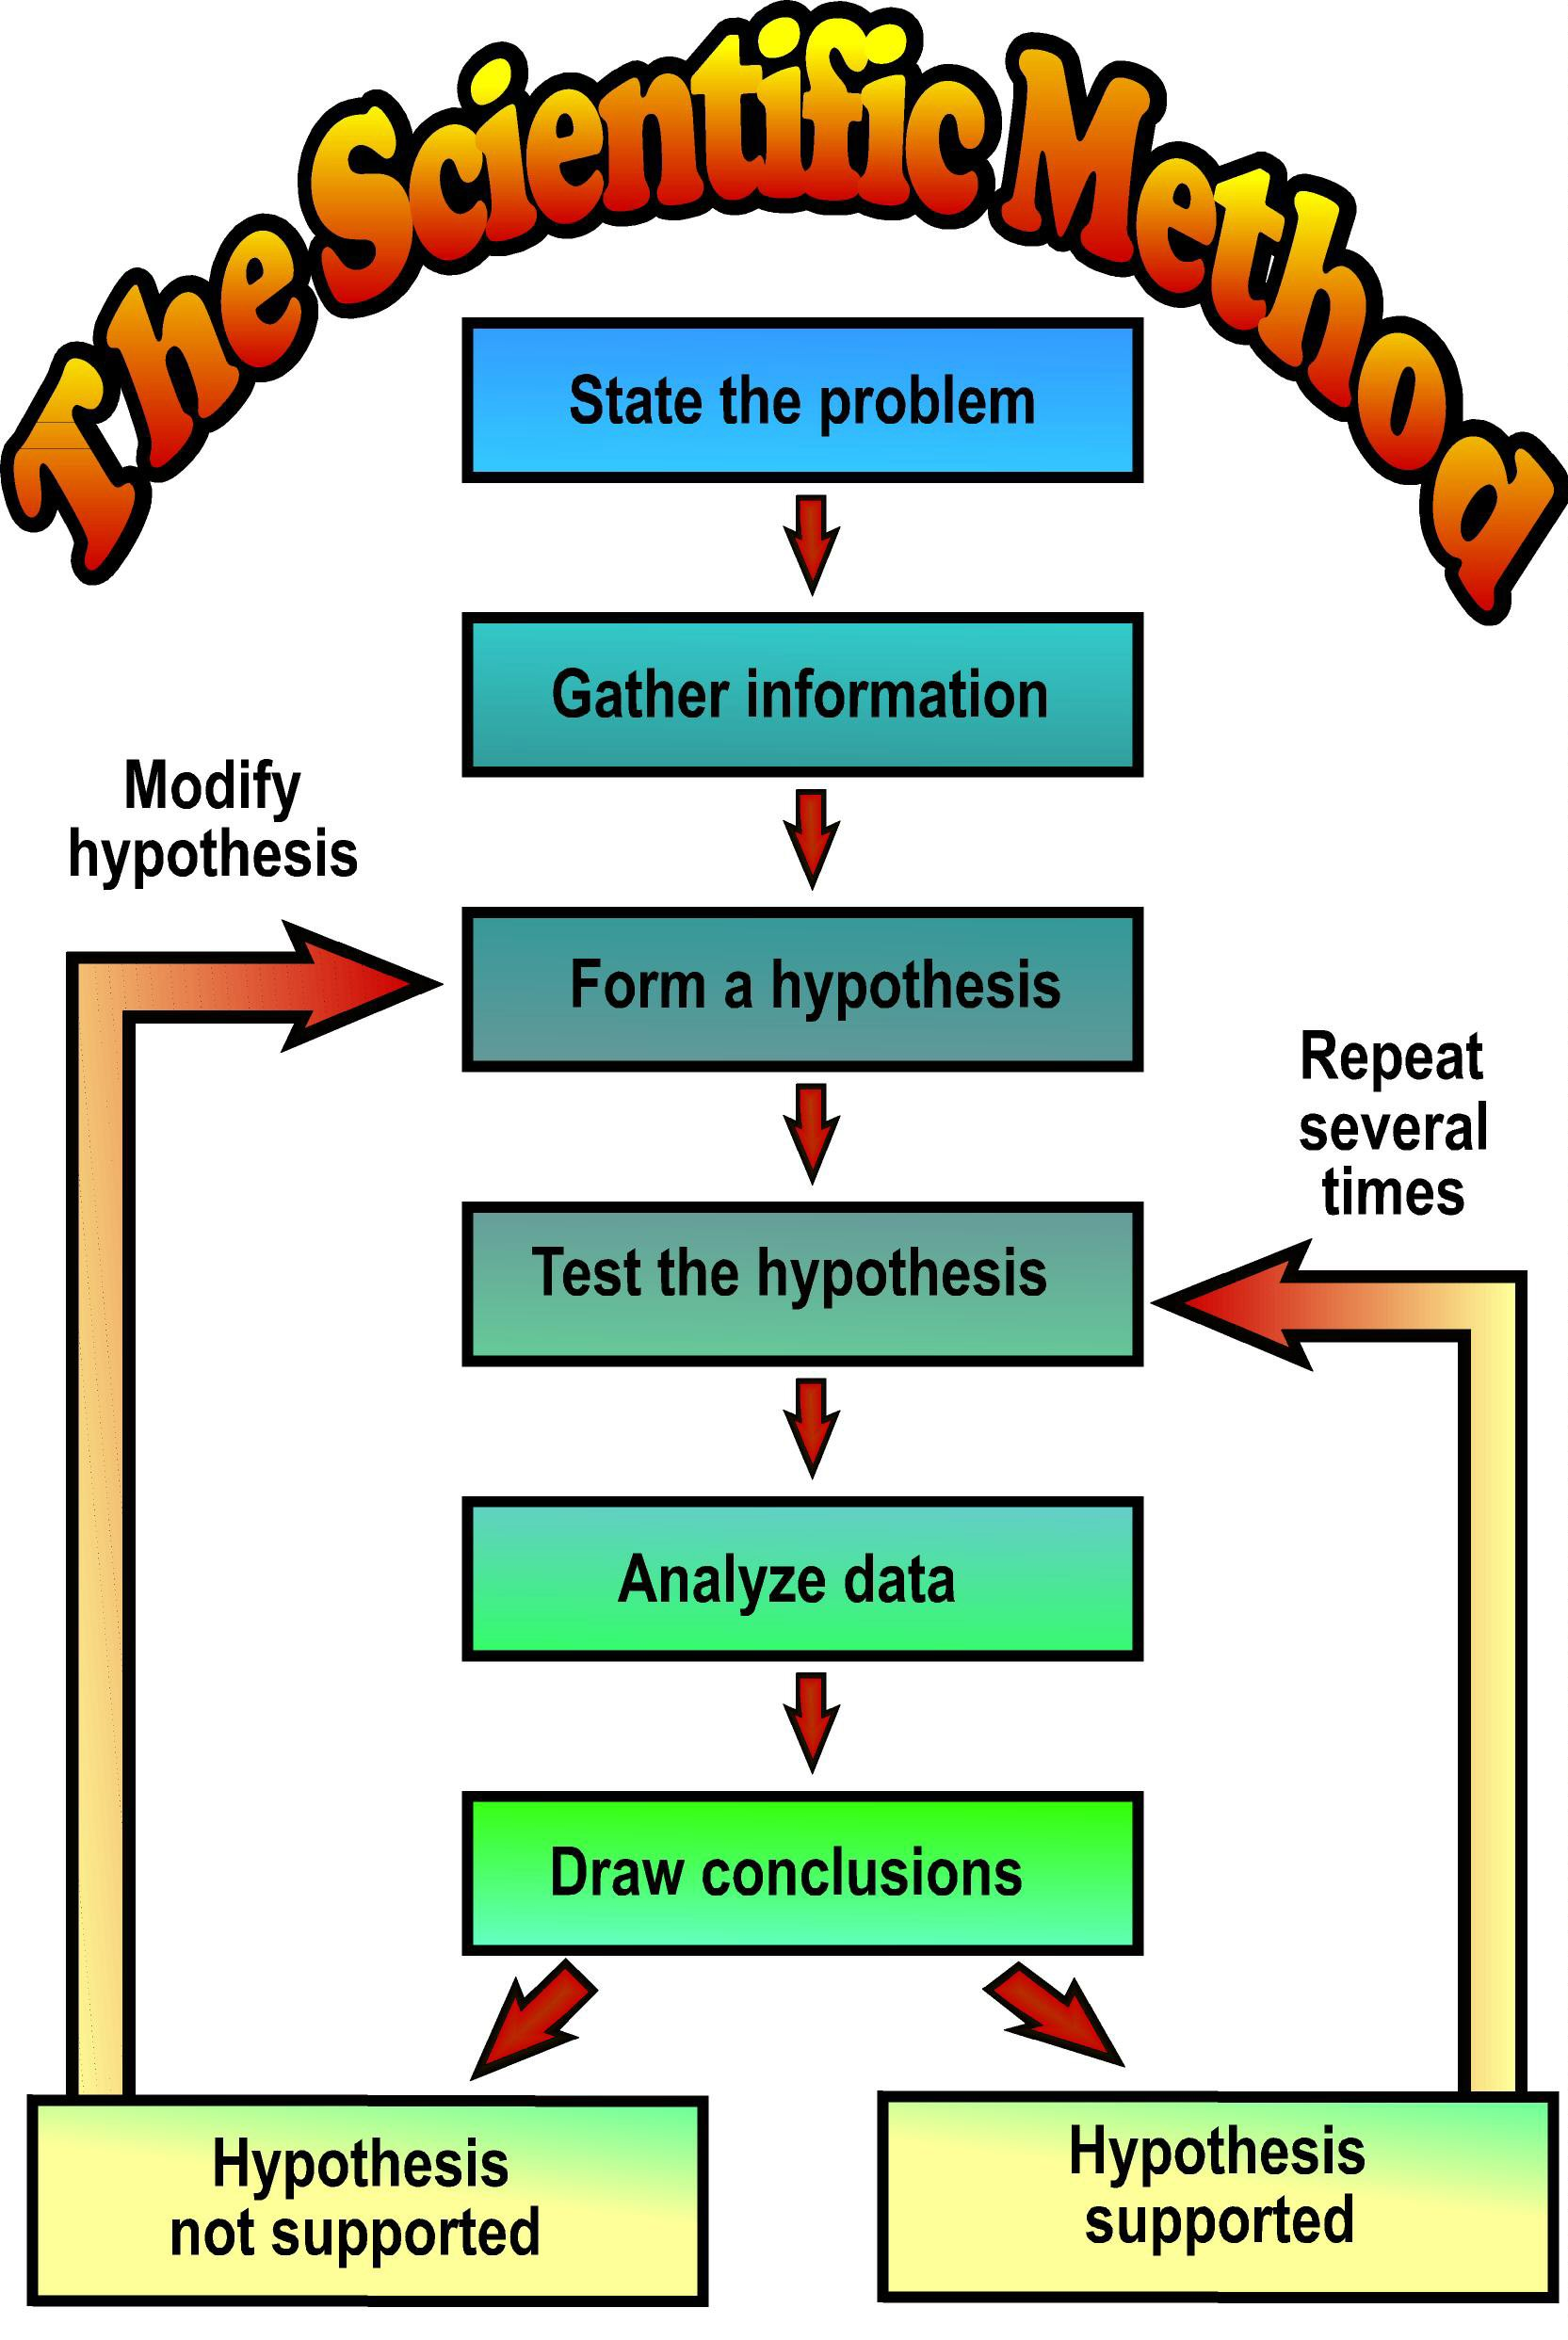 The Scientific Method
State the problem
Gather information
Modify
hypothesis
Form a hypothesis
Repeat
several
times
Test the hypothesis
Analyze data
Draw conclusions
Hypothesis
not supported
Hypothesis
supported